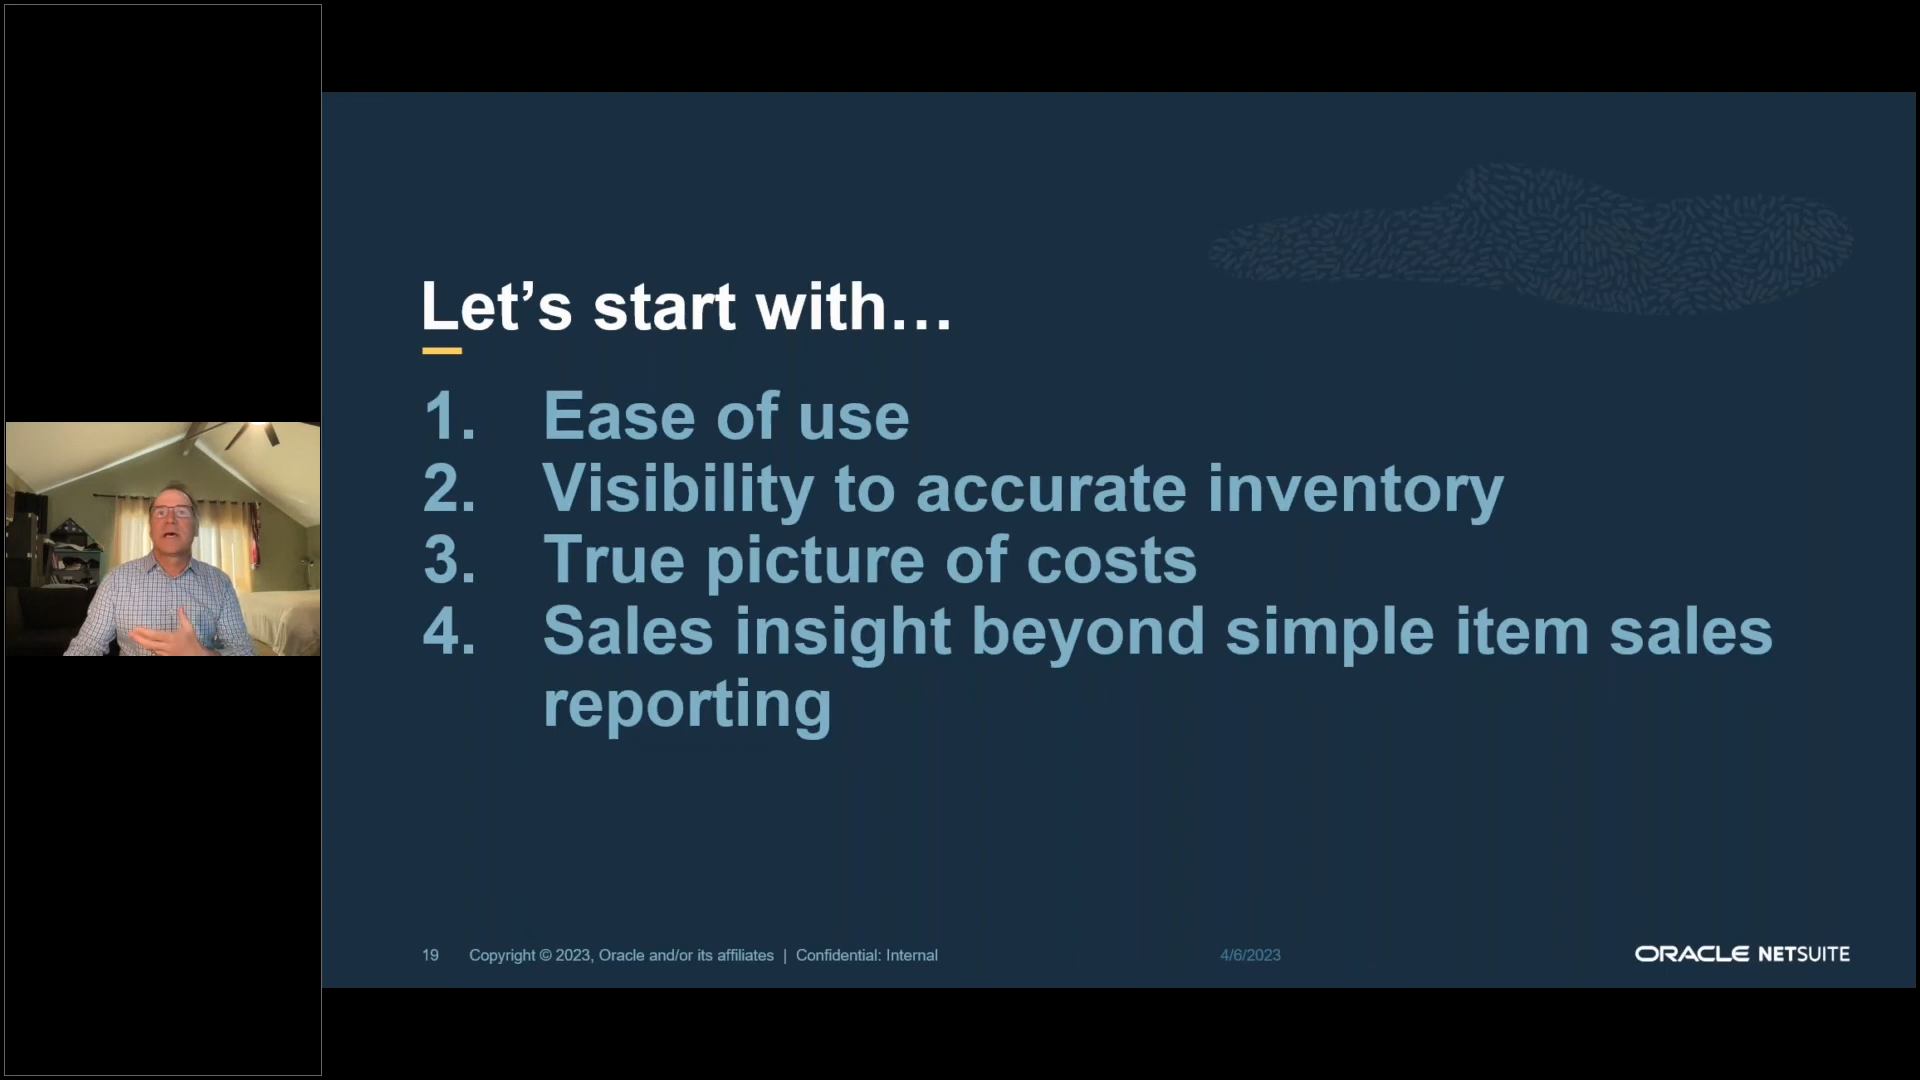 Let’s start with…
1. Ease of use
2. Visibility to accurate inventory
3. True picture of costs
4. Sales insight beyond simple item sales
reporting
19 Copyright © 2023, Oracle and/or its affiliates | Confidential: Internal 4/6/2023 ORACLE NETSUITE